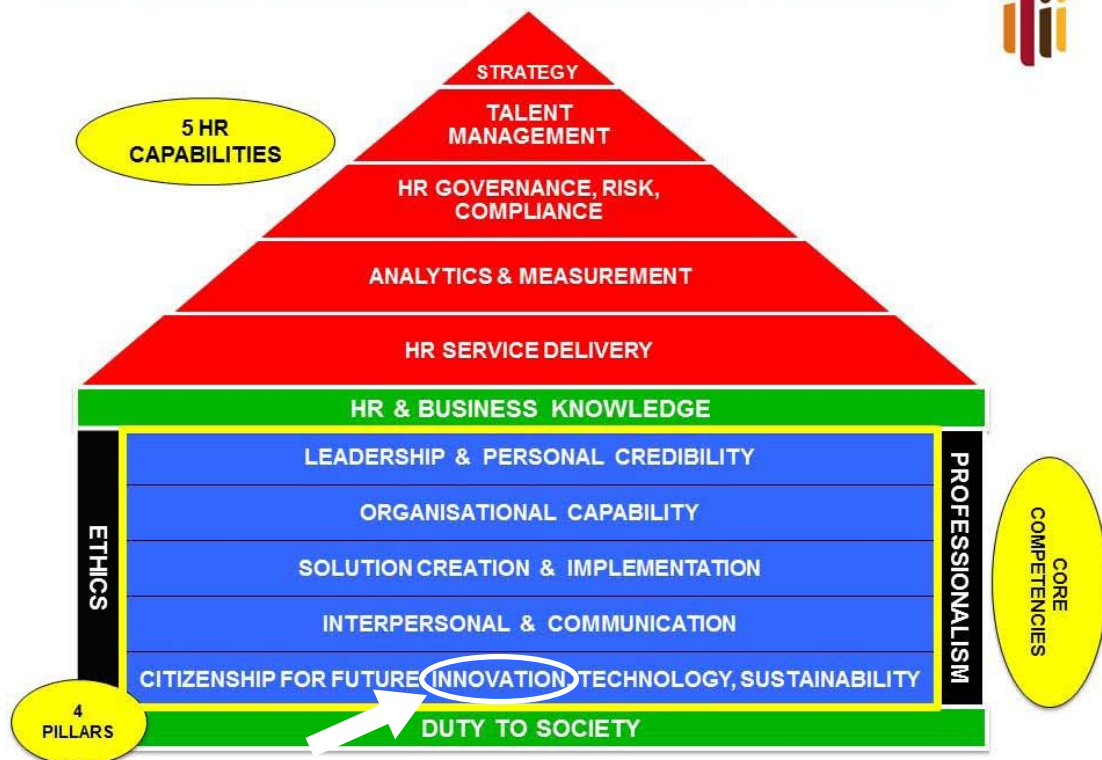 STRATEGY
TALENT
MANAGEMENT
5 HR
CAPABILITIES
HR GOVERNANCE, RISK,
COMPLIANCE
ANALYTICS & MEASUREMENT
HR SERVICE DELIVERY
HR & BUSINESS KNOWLEDGE
ETHICS
LEADERSHIP & PERSONAL CREDIBILITY
ORGANISATIONAL CAPABILITY
SOLUTION CREATION & IMPLEMENTATION
INTERPERSONAL & COMMUNICATION
CITIZENSHIP FOR FUTURE INNOVATION TECHNOLOGY, SUSTAINABILITY
PROFESSIONALISM
CORE
COMPETENCIES
4
PILLARS
DUTY TO SOCIETY